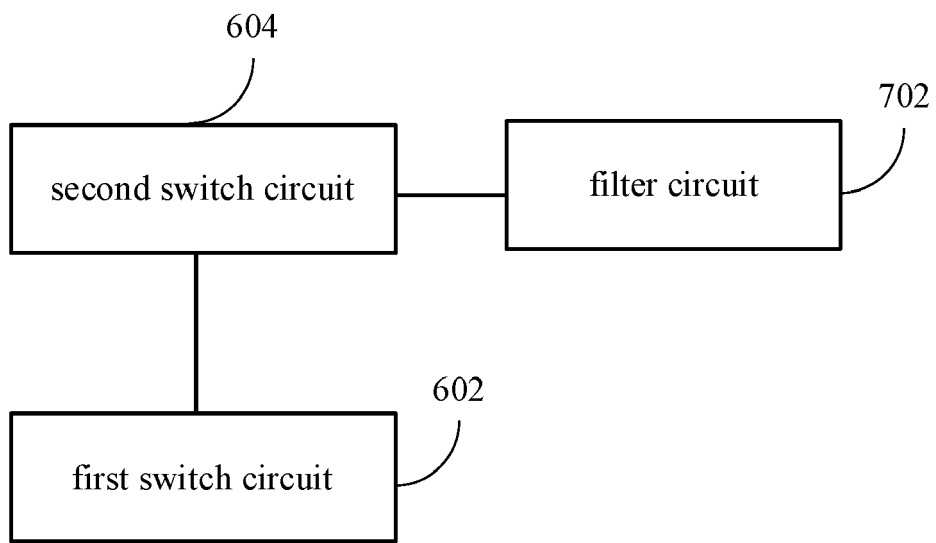 604
second switch circuit
702
filter circuit
602
first switch circuit